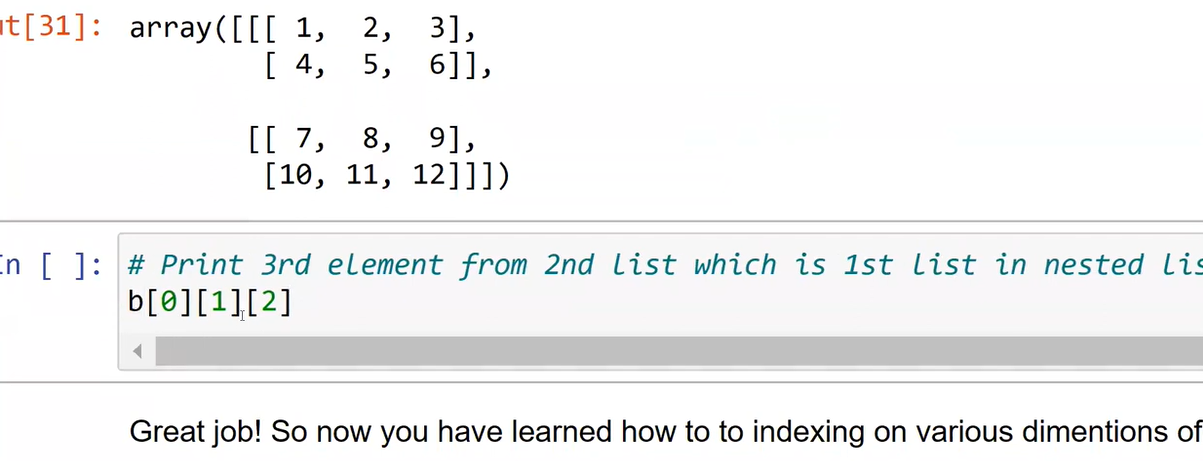 ut[31]: array([[[ 1, 2, 3],
[ 4, 5, 6]],
[[ 7, 8, 9],
[10, 11, 12]]])
In [ ]: # Print 3rd element from 2nd list which is 1st list in nested lis
b[0][1][2]
Great job! So now you have learned how to to indexing on various dimentions of